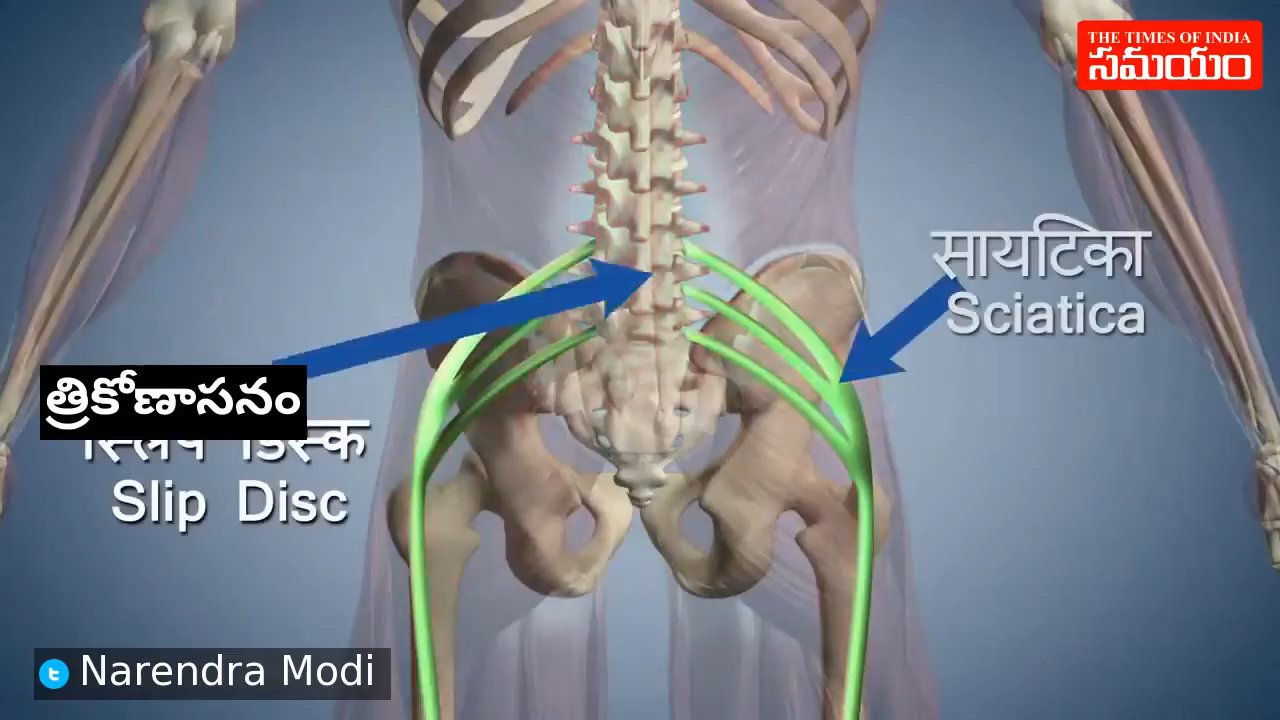 THE TIMES OF INDIA
సమయం
सायटिका
Sciatica
త్రికోణాసనం
स्लिप डिस्क
Slip Disc
Narendra Modi